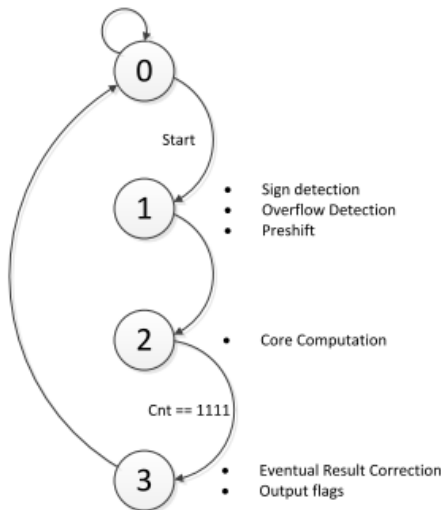 0
Start
1
• Sign detection
• Overflow Detection
• Preshift
2
• Core Computation
Cnt == 1111
3
• Eventual Result Correction
• Output flags